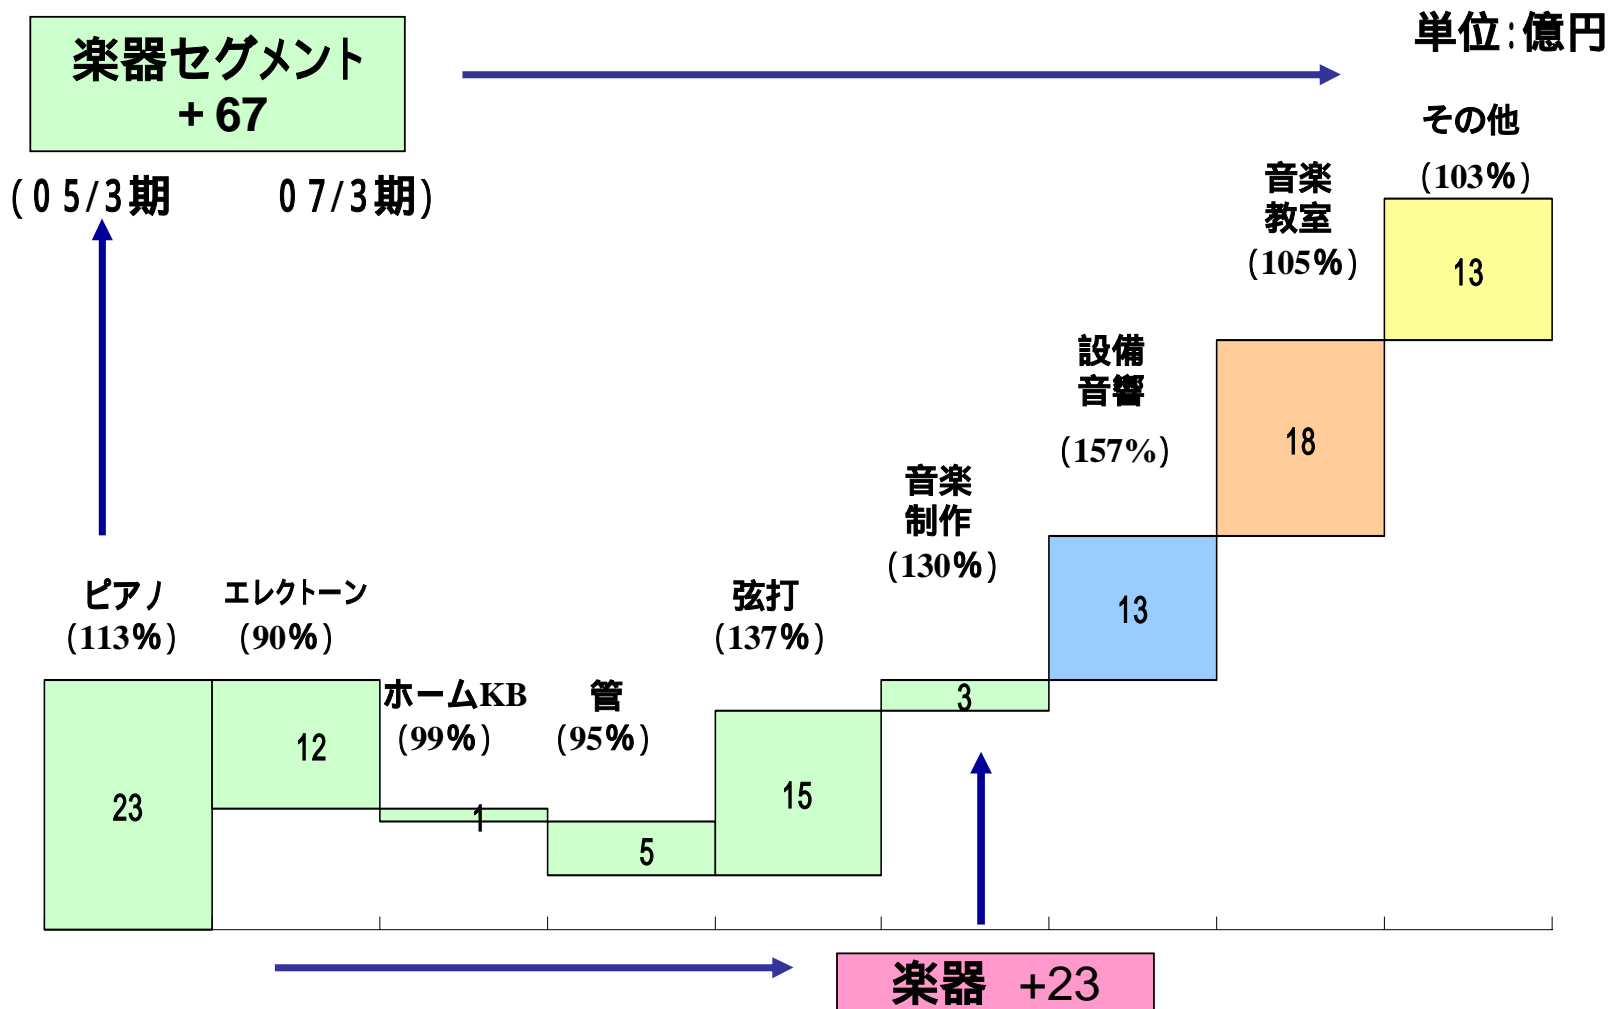 楽器セグメント
+ 67
単位:億円
(05/3期 07/3期)
その他
(103%)
音楽
教室
(105%)
13
設備
音響
(157%)
18
音楽
制作
(130%)
13
ピアノ
(113%)
エレクトーン
(90%)
ホームKB
(99%)
管
(95%)
弦打
(137%)
3
23
12
1
5
15
楽器 +23